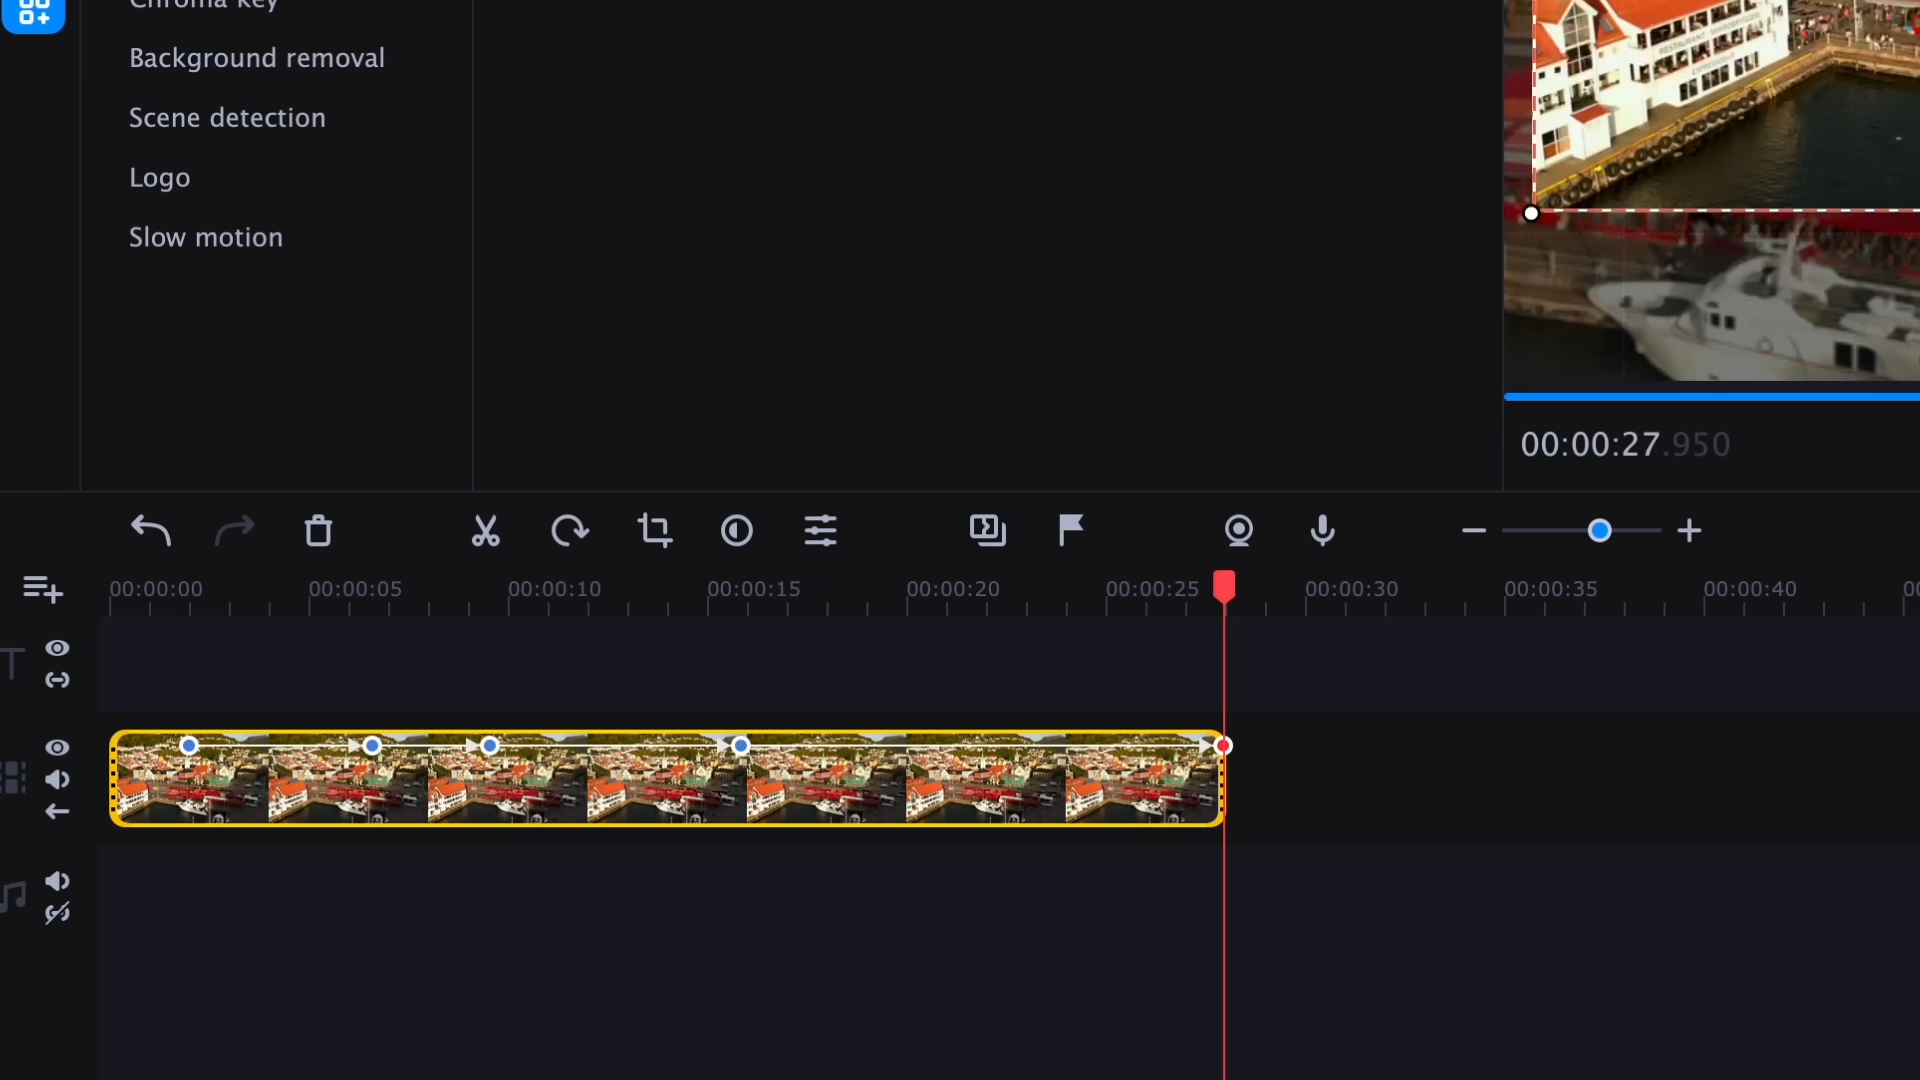 Chroma key
Background removal
Scene detection
Logo
Slow motion
RESTAURANT
00:00:27.950
00:00:00
00:00:05
00:00:10
00:00:15
00:00:20
00:00:25
00:00:30
00:00:35
00:00:40